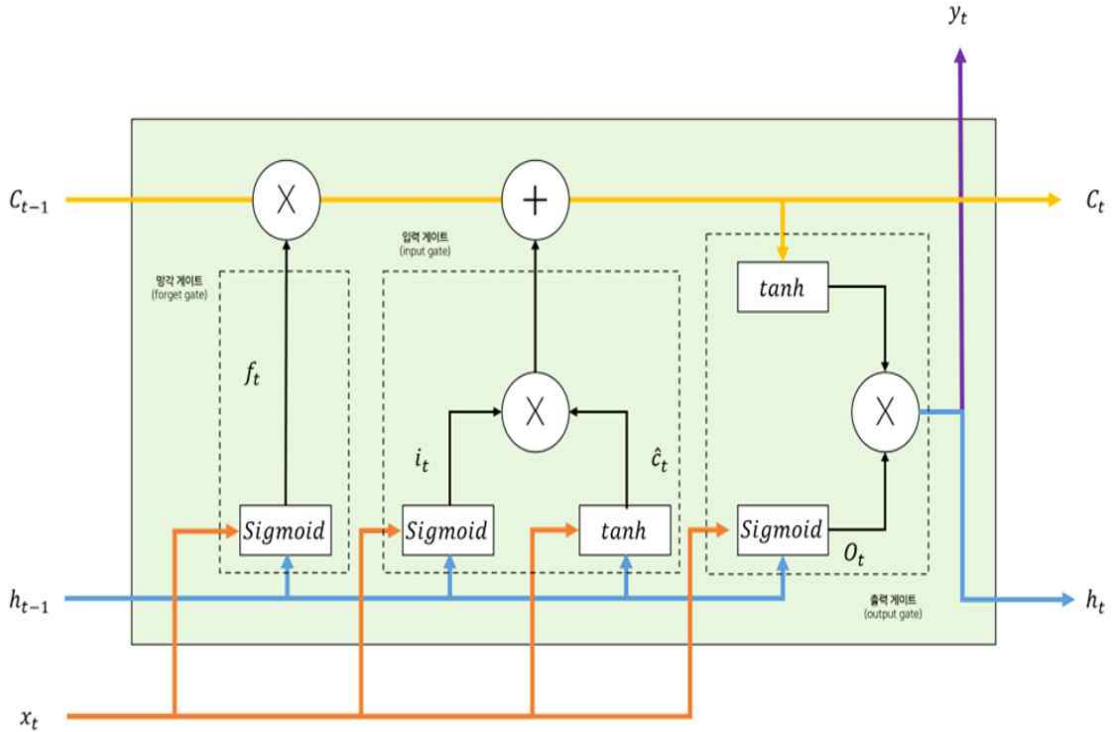 y_t
C_{t-1}
X
+
C_t
입력 게이트
(input gate)
망각 게이트
(forget gate)
tanh
f_t
X
X
i_t
ĉ_t
Sigmoid
Sigmoid
tanh
Sigmoid
O_t
h_{t-1}
출력 게이트
(output gate)
h_t
x_t